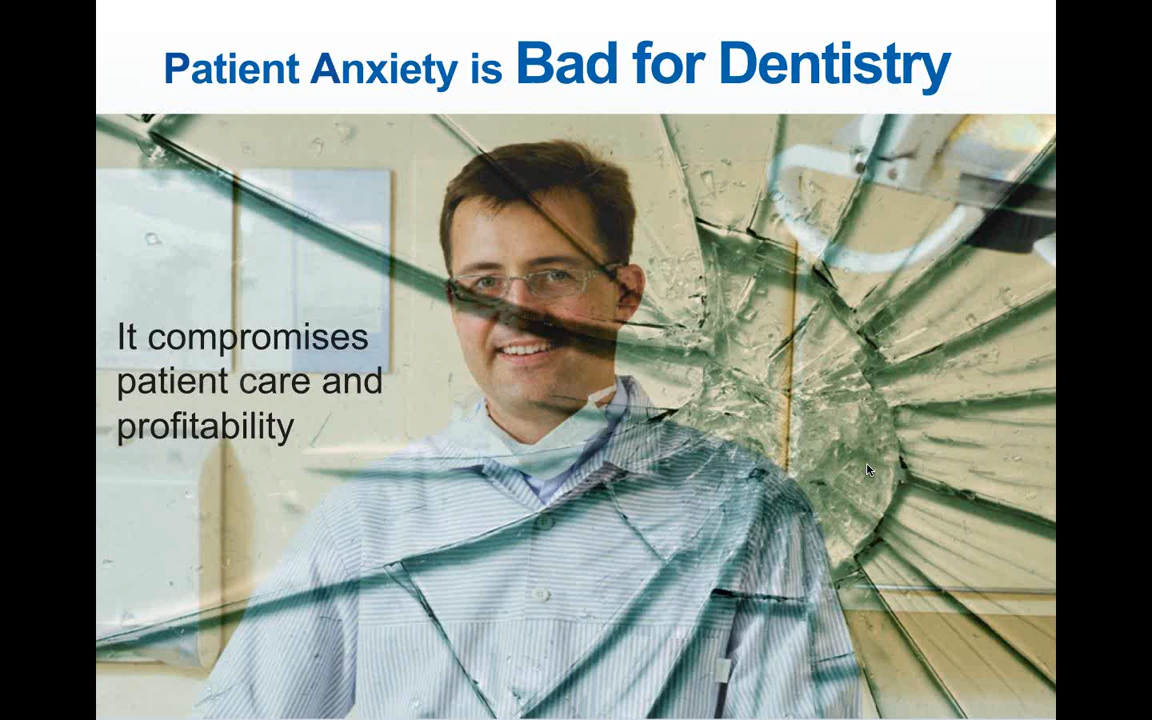 Patient Anxiety is Bad for Dentistry
It compromises
patient care and
profitability